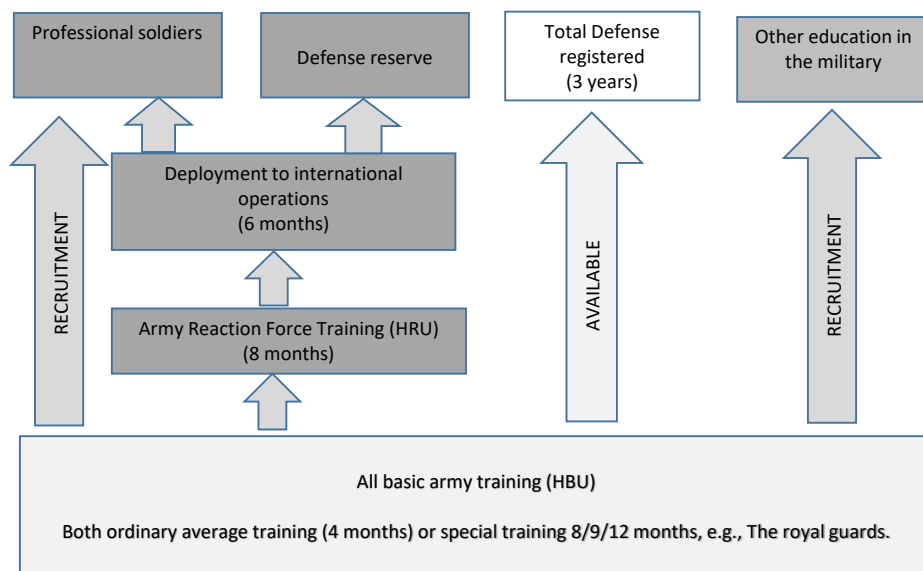 Professional soldiers
Defense reserve
Total Defense
registered
(3 years)
Other education in
the military
Deployment to international
operations
(6 months)
RECRUITMENT
AVAILABLE
RECRUITMENT
Army Reaction Force Training (HRU)
(8 months)
All basic army training (HBU)
Both ordinary average training (4 months) or special training 8/9/12 months, e.g., The royal guards.